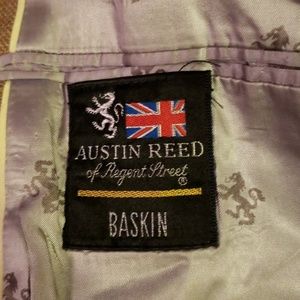 AUSTIN REED
of Regent Street
®
BASKIN